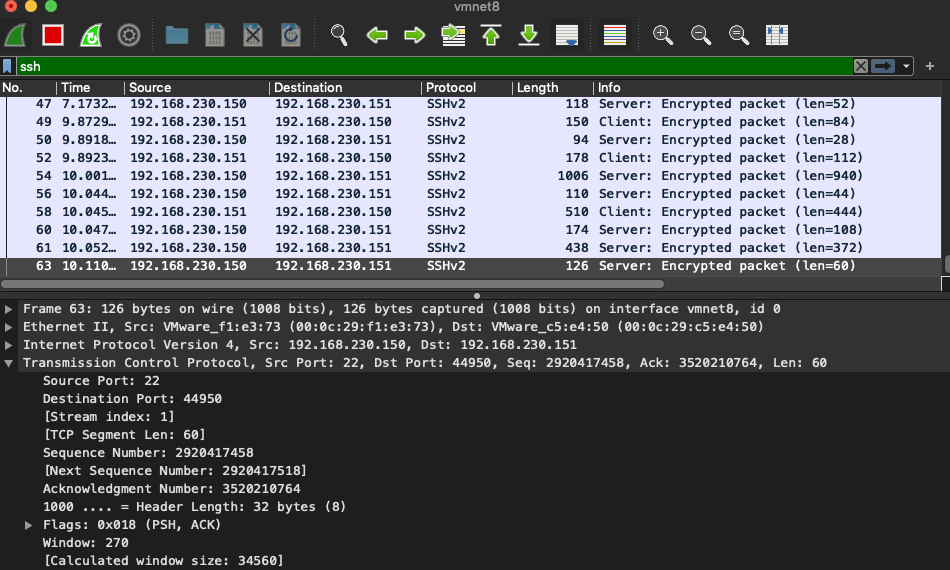 vmnet8
ssh
No. Time Source Destination Protocol Length Info
47 7.1732… 192.168.230.150 192.168.230.151 SSHv2 118 Server: Encrypted packet (len=52)
49 9.8729… 192.168.230.151 192.168.230.150 SSHv2 150 Client: Encrypted packet (len=84)
50 9.8918… 192.168.230.150 192.168.230.151 SSHv2 94 Server: Encrypted packet (len=28)
52 9.8923… 192.168.230.151 192.168.230.150 SSHv2 178 Client: Encrypted packet (len=112)
54 10.001… 192.168.230.150 192.168.230.151 SSHv2 1006 Server: Encrypted packet (len=940)
56 10.044… 192.168.230.150 192.168.230.151 SSHv2 110 Server: Encrypted packet (len=44)
58 10.045… 192.168.230.151 192.168.230.150 SSHv2 510 Client: Encrypted packet (len=444)
60 10.047… 192.168.230.150 192.168.230.151 SSHv2 174 Server: Encrypted packet (len=108)
61 10.052… 192.168.230.150 192.168.230.151 SSHv2 438 Server: Encrypted packet (len=372)
63 10.110… 192.168.230.150 192.168.230.151 SSHv2 126 Server: Encrypted packet (len=60)
Frame 63: 126 bytes on wire (1008 bits), 126 bytes captured (1008 bits) on interface vmnet8, id 0
Ethernet II, Src: VMware_f1:e3:73 (00:0c:29:f1:e3:73), Dst: VMware_c5:e4:50 (00:0c:29:c5:e4:50)
Internet Protocol Version 4, Src: 192.168.230.150, Dst: 192.168.230.151
Transmission Control Protocol, Src Port: 22, Dst Port: 44950, Seq: 2920417458, Ack: 3520210764, Len: 60
Source Port: 22
Destination Port: 44950
[Stream index: 1]
[TCP Segment Len: 60]
Sequence Number: 2920417458
[Next Sequence Number: 2920417518]
Acknowledgment Number: 3520210764
1000 .... = Header Length: 32 bytes (8)
Flags: 0x018 (PSH, ACK)
Window: 270
[Calculated window size: 34560]